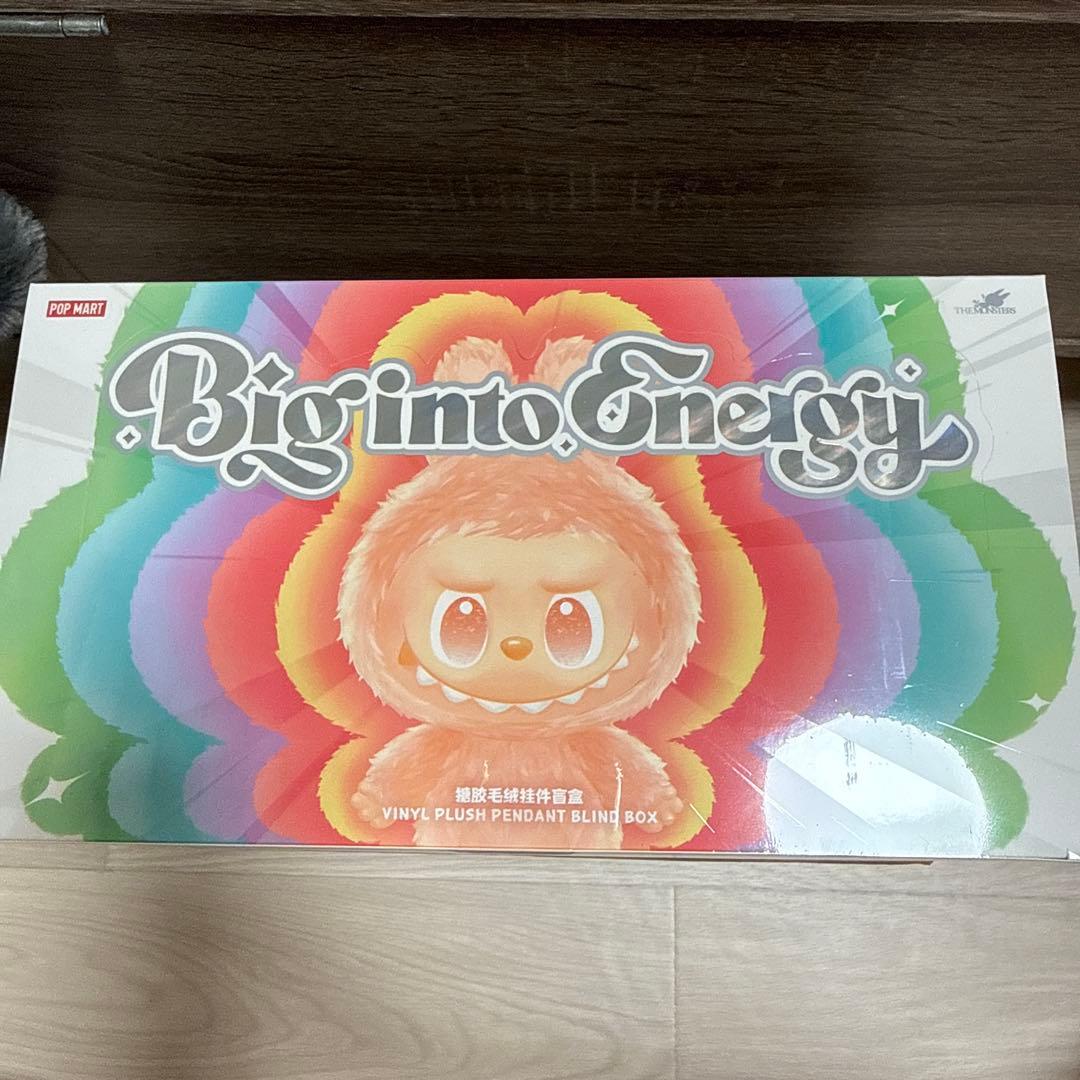 POP MART
THE MONSTERS
Big into Energy
搪胶毛绒挂件盲盒
VINYL PLUSH PENDANT BLIND BOX